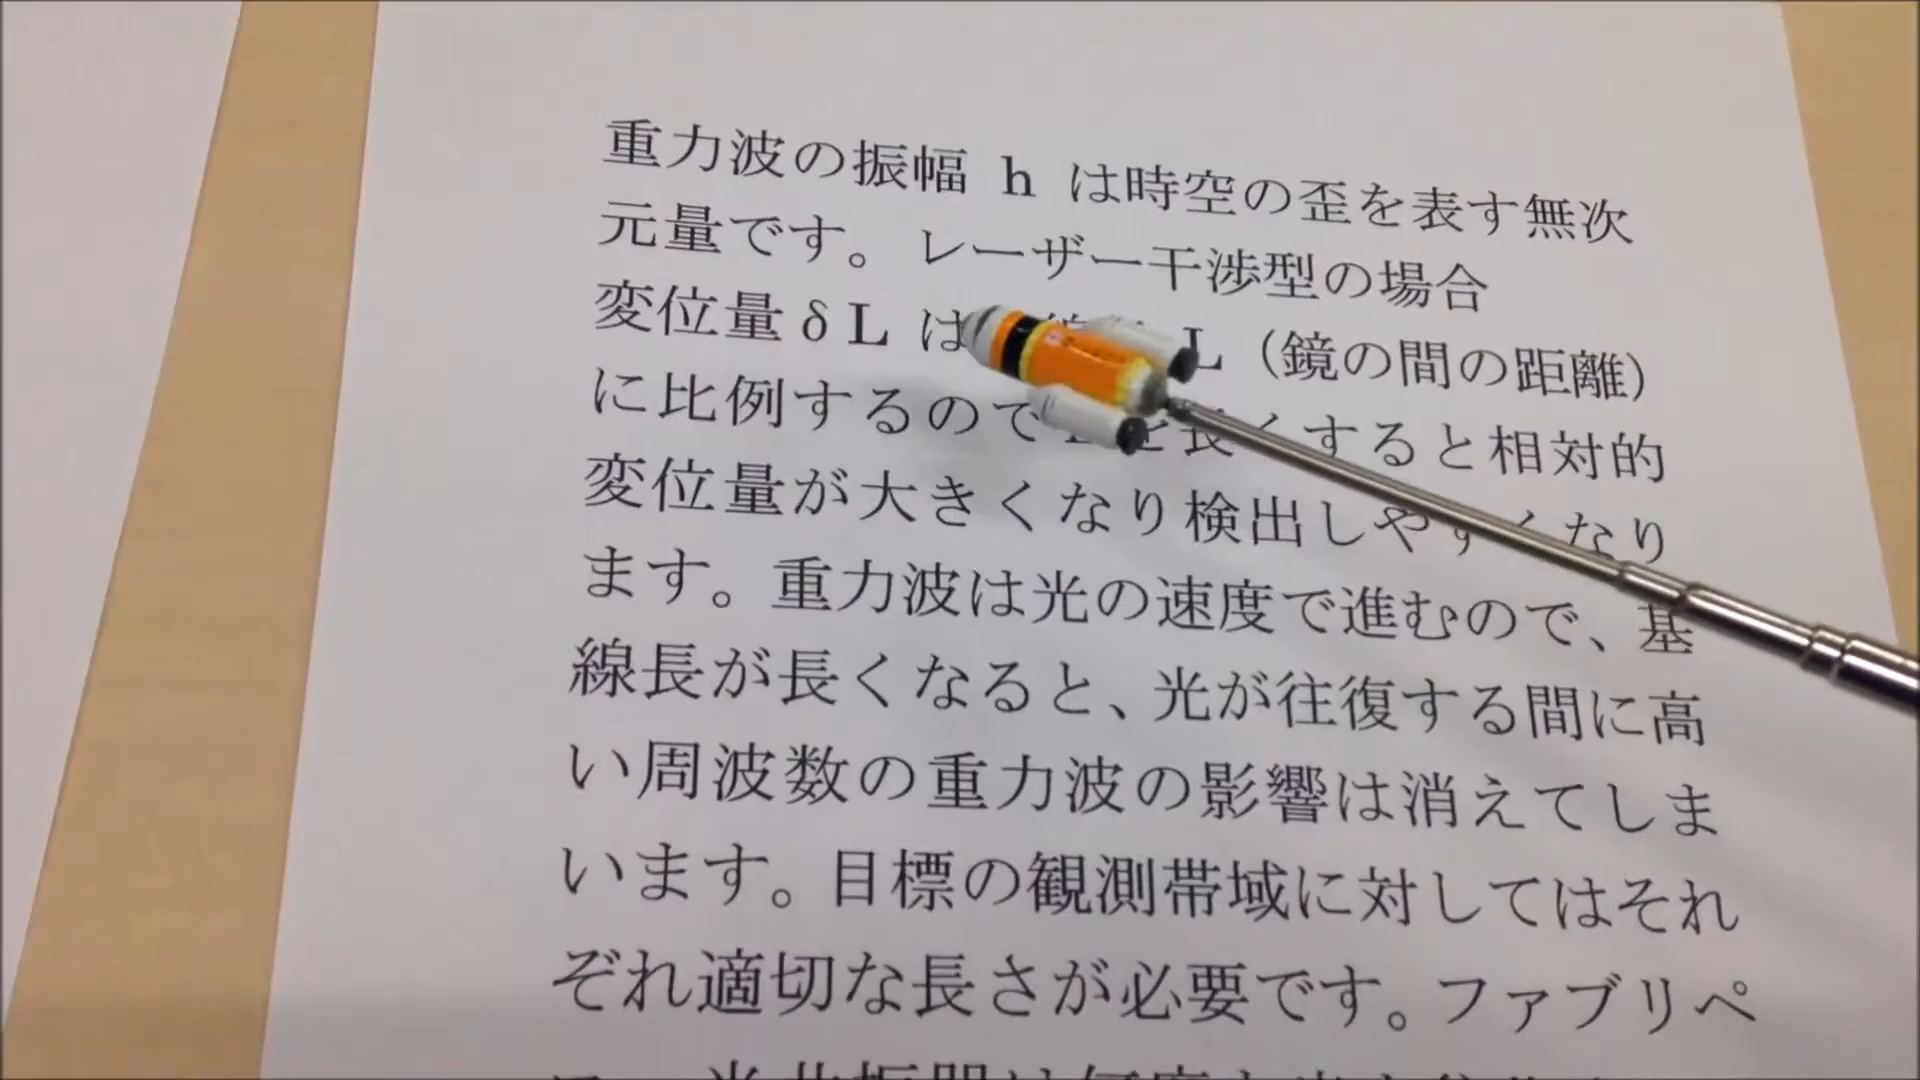 重力波の振幅 h は時空の歪を表す無次
元量です。レーザー干渉型の場合
変位量δL は L（鏡の間の距離）
に比例するので を長くすると相対的
変位量が大きくなり検出しやすくなり
ます。重力波は光の速度で進むので、基
線長が長くなると、光が往復する間に高
い周波数の重力波の影響は消えてしま
います。目標の観測帯域に対してはそれ
ぞれ適切な長さが必要です。ファブリペ